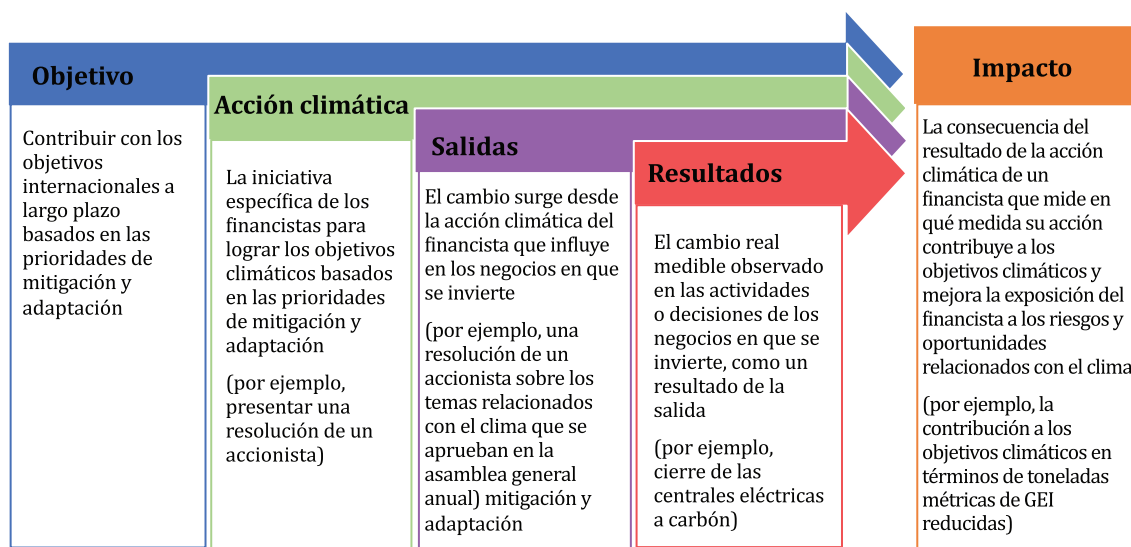 Objetivo
Contribuir con los
objetivos
internacionales a
largo plazo
basados en las
prioridades de
mitigación y
adaptación
Acción climática
La iniciativa
específica de los
financistas para
lograr los objetivos
climáticos basados
en las prioridades
de mitigación y
adaptación
(por ejemplo,
presentar una
resolución de un
accionista)
Salidas
El cambio surge desde
la acción climática del
financista que influye
en los negocios en que
se invierte
(por ejemplo, una
resolución de un
accionista sobre los
temas relacionados
con el clima que se
aprueban en la
asamblea general
anual) mitigación y
adaptación
Resultados
El cambio real
medible observado
en las actividades
o decisiones de los
negocios en que se
invierte, como un
resultado de la
salida
(por ejemplo,
cierre de las
centrales eléctricas
a carbón)
Impacto
La consecuencia del
resultado de la acción
climática de un
financista que mide en
qué medida su acción
contribuye a los
objetivos climáticos y
mejora la exposición del
financista a los riesgos y
oportunidades
relacionados con el clima
(por ejemplo, la
contribución a los
objetivos climáticos en
términos de toneladas
métricas de GEI
reducidas)